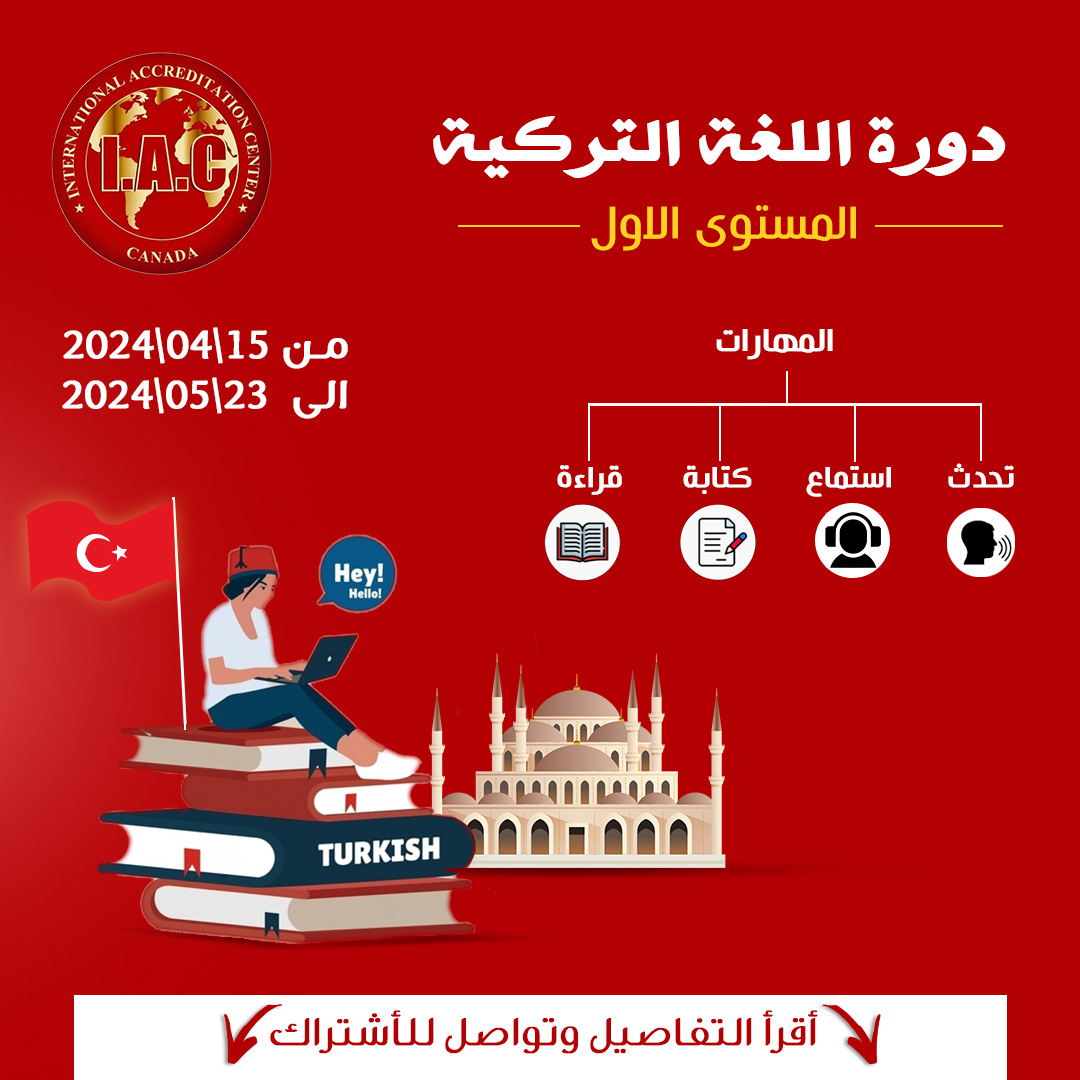 INTERNATIONAL ACCREDITATION CENTER
I.A.C
CANADA
دورة اللغة التركية
المستوى الاول
من 15\04\2024
الى 23\05\2024
المهارات
تحدث استماع كتابة قراءة
Hey!
Hello!
TURKISH
أقرأ التفاصيل وتواصل للأشتراك